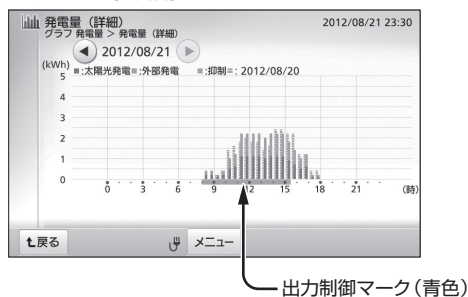 発電量（詳細）
2012/08/21 23:30
グラフ 発電量 > 発電量（詳細）
2012/08/21
(kWh)
■:太陽光発電■:外部発電 ■:抑制=: 2012/08/20
5
4
3
2
1
0
0 3 6 9 12 15 18 21 (時)
戻る
メニュー
出力制御マーク（青色）